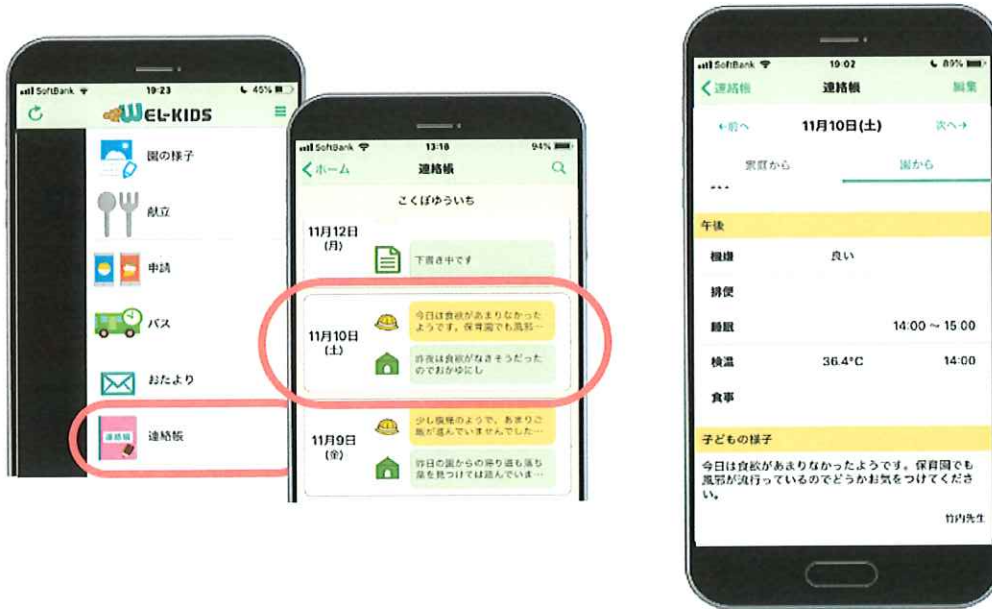 SoftBank 19:23 45%
WEL-KIDS
園の様子
献立
申請
バス
おたより
連絡帳
連絡帳
SoftBank 13:18 94%
ホーム 連絡帳
こくぼゆういち
11月12日
(月)
下書き中です
11月10日
(土)
今日は食欲があまりなかった
ようです。保育園でも風邪…
昨夜は食欲がなさそうだった
のでおかゆにし
11月9日
(金)
少し風邪のようで、あまりご
飯が進んでいませんでした…
昨日の園からの帰り道も落ち
葉を見つけては遊んでいま…
SoftBank 19:02 89%
連絡帳 連絡帳 編集
←前へ 11月10日(土) 次へ→
家庭から 園から
午後
機嫌 良い
排便
睡眠 14:00 ~ 15:00
検温 36.4°C 14:00
食事
子どもの様子
今日は食欲があまりなかったようです。保育園でも
風邪が流行っているのでどうかお気をつけてくださ
い。
竹内先生